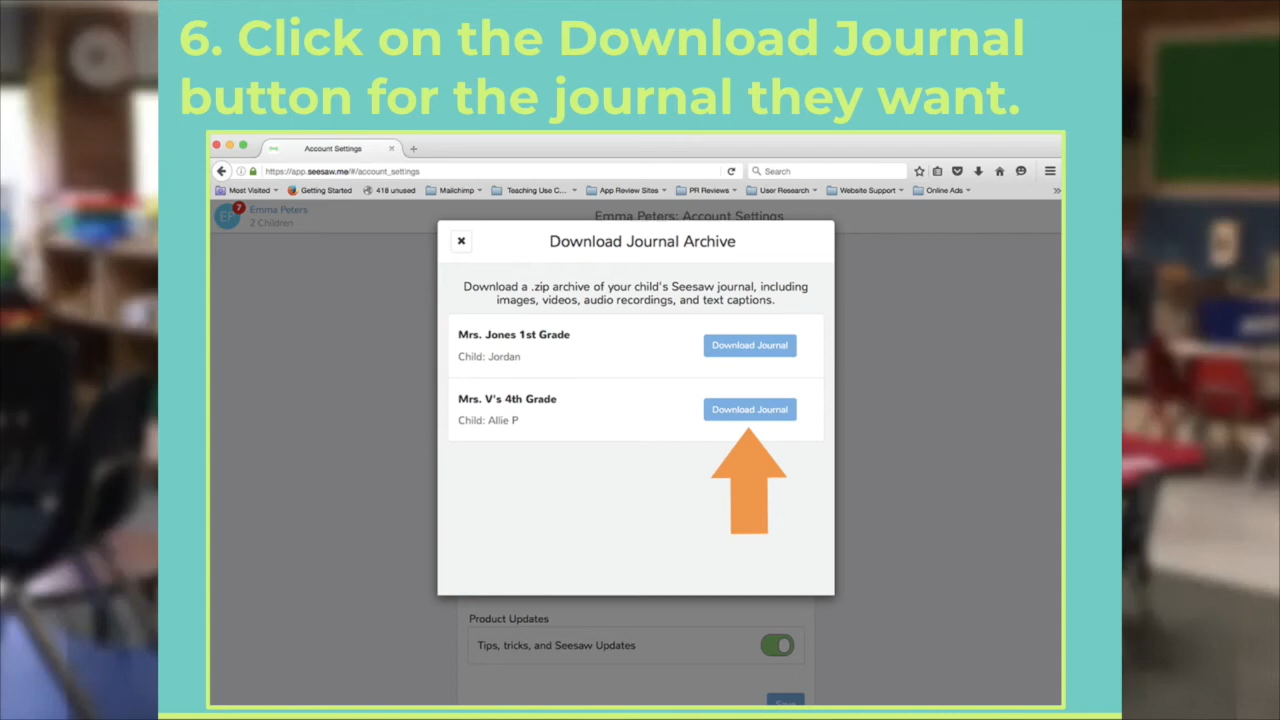 6. Click on the Download Journal
button for the journal they want.
Account Settings
https://app.seesaw.me/#/account_settings
Search
Most Visited
Getting Started
418 unused
Mailchimp
Teaching Use C...
App Review Sites
PR Reviews
User Research
Website Support
Online Ads
EP
7
Emma Peters
2 Children
Emma Peters: Account Settings
Download Journal Archive
Download a .zip archive of your child's Seesaw journal, including
images, videos, audio recordings, and text captions.
Mrs. Jones 1st Grade
Download Journal
Child: Jordan
Mrs. V's 4th Grade
Download Journal
Child: Allie P
Product Updates
Tips, tricks, and Seesaw Updates
Save